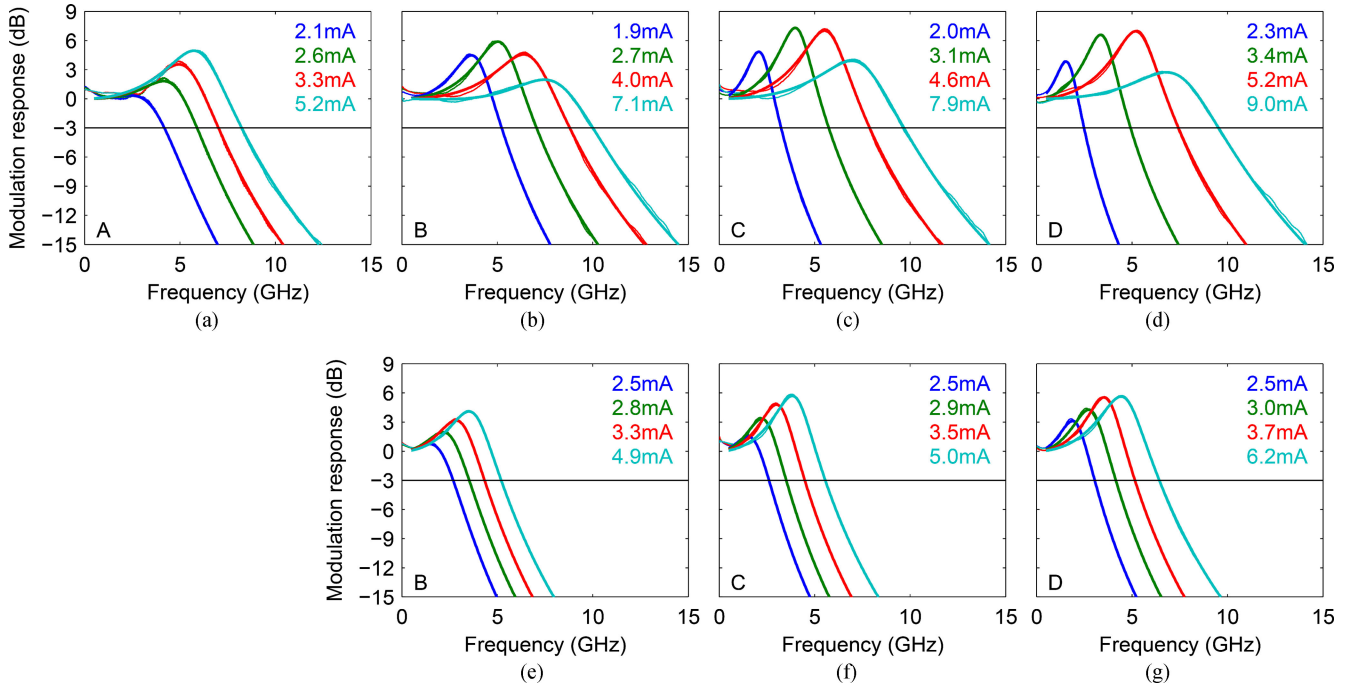 Modulation response (dB)
9
6
3
0
−3
−6
−9
−12
−15
2.1mA
2.6mA
3.3mA
5.2mA
A
0 5 10 15
Frequency (GHz)
(a)
1.9mA
2.7mA
4.0mA
7.1mA
B
0 5 10 15
Frequency (GHz)
(b)
2.0mA
3.1mA
4.6mA
7.9mA
C
0 5 10 15
Frequency (GHz)
(c)
2.3mA
3.4mA
5.2mA
9.0mA
D
0 5 10 15
Frequency (GHz)
(d)
Modulation response (dB)
9
6
3
0
−3
−6
−9
−12
−15
2.5mA
2.8mA
3.3mA
4.9mA
B
0 5 10 15
Frequency (GHz)
(e)
2.5mA
2.9mA
3.5mA
5.0mA
C
0 5 10 15
Frequency (GHz)
(f)
2.5mA
3.0mA
3.7mA
6.2mA
D
0 5 10 15
Frequency (GHz)
(g)